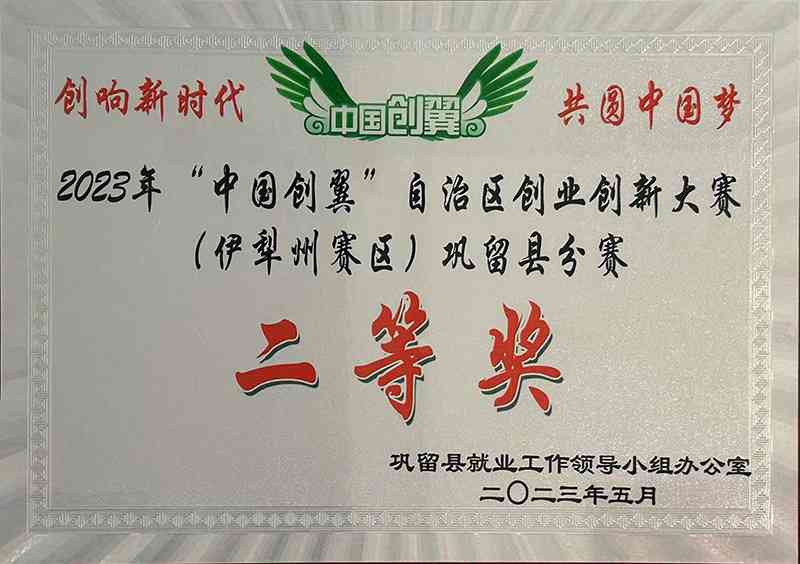 创响新时代 中国创翼 共圆中国梦
2023年“中国创翼”自治区创业创新大赛
（伊犁州赛区）巩留县分赛
二等奖
巩留县就业工作领导小组办公室
二〇二三年五月